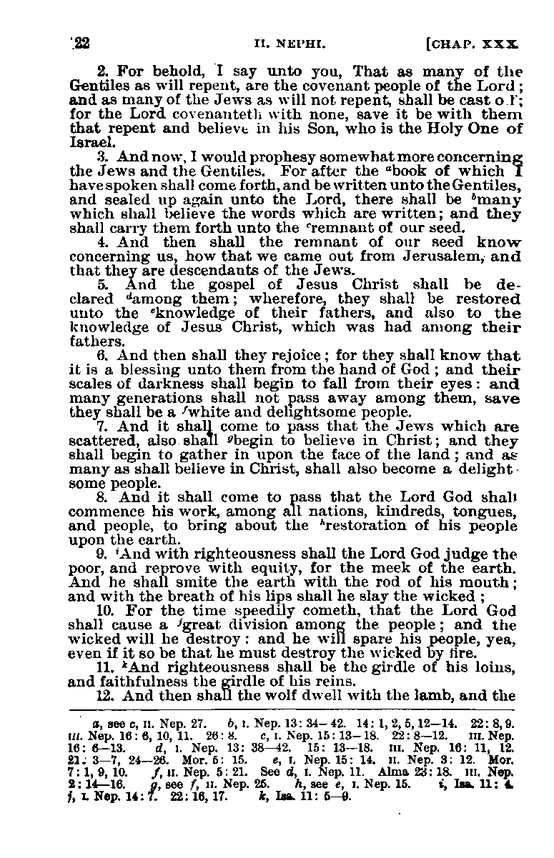 122 II. NEPHI. [CHAP. XXX.
2. For behold, I say unto you, That as many of the
Gentiles as will repent, are the covenant people of the Lord;
and as many of the Jews as will not repent, shall be cast off;
for the Lord covenanteth with none, save it be with them
that repent and believe in his Son, who is the Holy One of
Israel.
3. And now, I would prophesy somewhat more concerning
the Jews and the Gentiles. For after the ᵃbook of which I
have spoken shall come forth, and be written unto the Gentiles,
and sealed up again unto the Lord, there shall be ᵇmany
which shall believe the words which are written; and they
shall carry them forth unto the ᶜremnant of our seed.
4. And then shall the remnant of our seed know
concerning us, how that we came out from Jerusalem, and
that they are descendants of the Jews.
5. And the gospel of Jesus Christ shall be de-
clared ᵈamong them; wherefore, they shall be restored
unto the ᵉknowledge of their fathers, and also to the
knowledge of Jesus Christ, which was had among their
fathers.
6. And then shall they rejoice; for they shall know that
it is a blessing unto them from the hand of God; and their
scales of darkness shall begin to fall from their eyes: and
many generations shall not pass away among them, save
they shall be a ᶠwhite and delightsome people.
7. And it shall come to pass that the Jews which are
scattered, also shall ᵍbegin to believe in Christ; and they
shall begin to gather in upon the face of the land; and as
many as shall believe in Christ, shall also become a delight-
some people.
8. And it shall come to pass that the Lord God shall
commence his work, among all nations, kindreds, tongues,
and people, to bring about the ʰrestoration of his people
upon the earth.
9. ⁱAnd with righteousness shall the Lord God judge the
poor, and reprove with equity, for the meek of the earth.
And he shall smite the earth with the rod of his mouth;
and with the breath of his lips shall he slay the wicked;
10. For the time speedily cometh, that the Lord God
shall cause a ʲgreat division among the people; and the
wicked will he destroy: and he will spare his people, yea,
even if it so be that he must destroy the wicked by fire.
11. ᵏAnd righteousness shall be the girdle of his loins,
and faithfulness the girdle of his reins.
12. And then shall the wolf dwell with the lamb, and the
a, see c, II. Nep. 27. b, I. Nep. 13: 34–42. 14: 1, 2, 5, 12–14. 22: 8, 9.
III. Nep. 16: 6, 10, 11. 26: 8. c, I. Nep. 15: 13–18. 22: 8–12. III. Nep.
16: 6–13. d, I. Nep. 13: 38–42. 15: 13–18. III. Nep. 16: 11, 12.
21: 3–7, 24–26. Mor. 5: 15. e, I. Nep. 15: 14. II. Nep. 3: 12. Mor.
7: 1, 9, 10. f, II. Nep. 5: 21. See d, I. Nep. 11. Alma 23: 18. III. Nep.
2: 14–16. g, see f, II. Nep. 25. h, see e, I. Nep. 15. i, Isa. 11: 4.
j, I. Nep. 14: 7. 22: 16, 17. k, Isa. 11: 5–9.